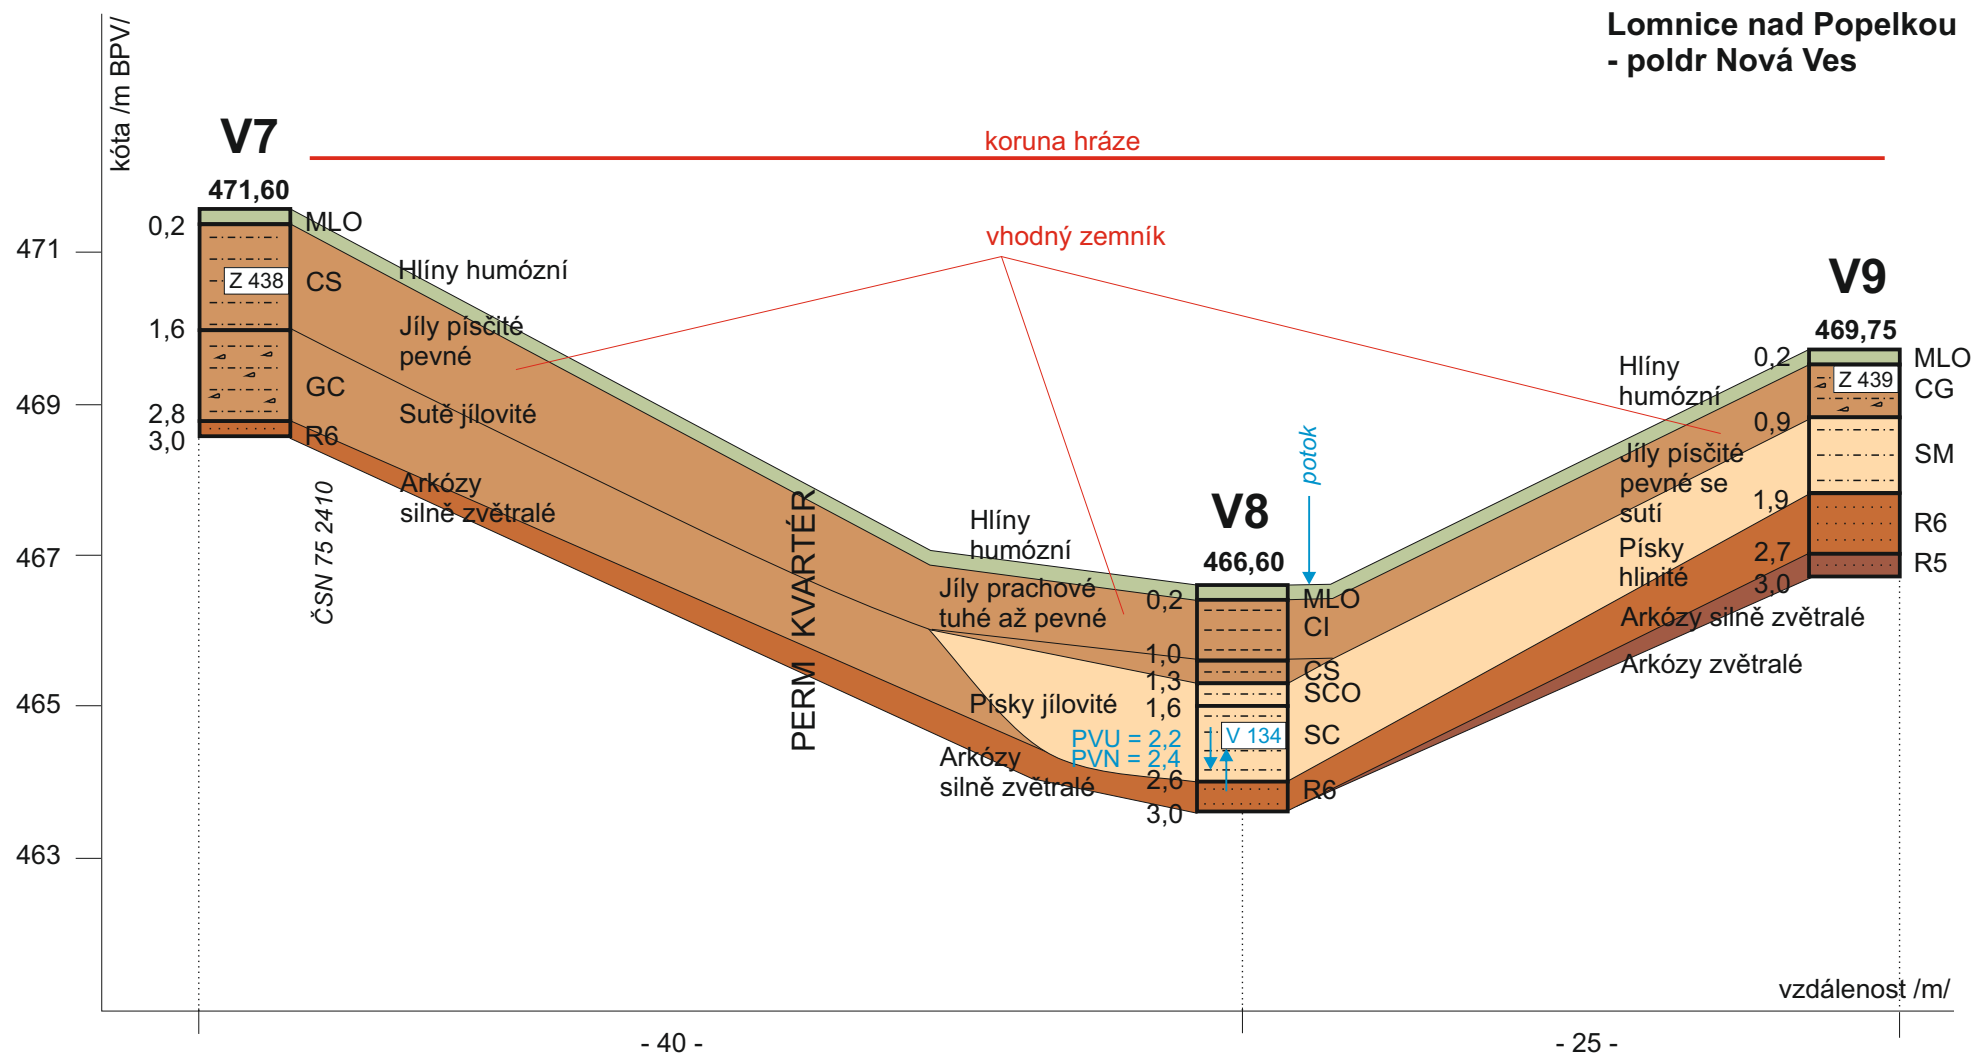 Lomnice nad Popelkou
- poldr Nová Ves
kóta /m BPV/
koruna hráze
vhodný zemník
471
469
467
465
463
V7
471,60
0,2
1,6
2,8
3,0
Z 438
MLO
CS
GC
R6
ČSN 75 2410
Hlíny humózní
Jíly písčité
pevné
Sutě jílovité
Arkózy
silně zvětralé
PERM KVARTÉR
Hlíny
humózní
Jíly prachové
tuhé až pevné
Písky jílovité
PVU = 2,2
PVN = 2,4
Arkózy
silně zvětralé
V8
466,60
0,2
1,0
1,3
1,6
2,6
3,0
V 134
MLO
CI
CS
SCO
SC
R6
potok
Hlíny
humózní
Jíly písčité
pevné se
sutí
Písky
hlinité
Arkózy silně zvětralé
Arkózy zvětralé
V9
469,75
0,2
0,9
1,9
2,7
3,0
Z 439
MLO
CG
SM
R6
R5
vzdálenost /m/
- 40 -
- 25 -